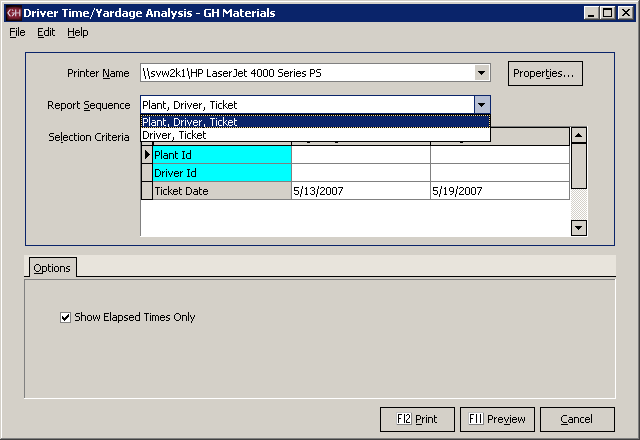 GH Driver Time/Yardage Analysis - GH Materials
File Edit Help
Printer Name \\svw2k1\HP LaserJet 4000 Series PS Properties...
Report Sequence Plant, Driver, Ticket
Plant, Driver, Ticket
Driver, Ticket
Selection Criteria
Plant Id
Driver Id
Ticket Date 5/13/2007 5/19/2007
Options
Show Elapsed Times Only
F12 Print F11 Preview Cancel